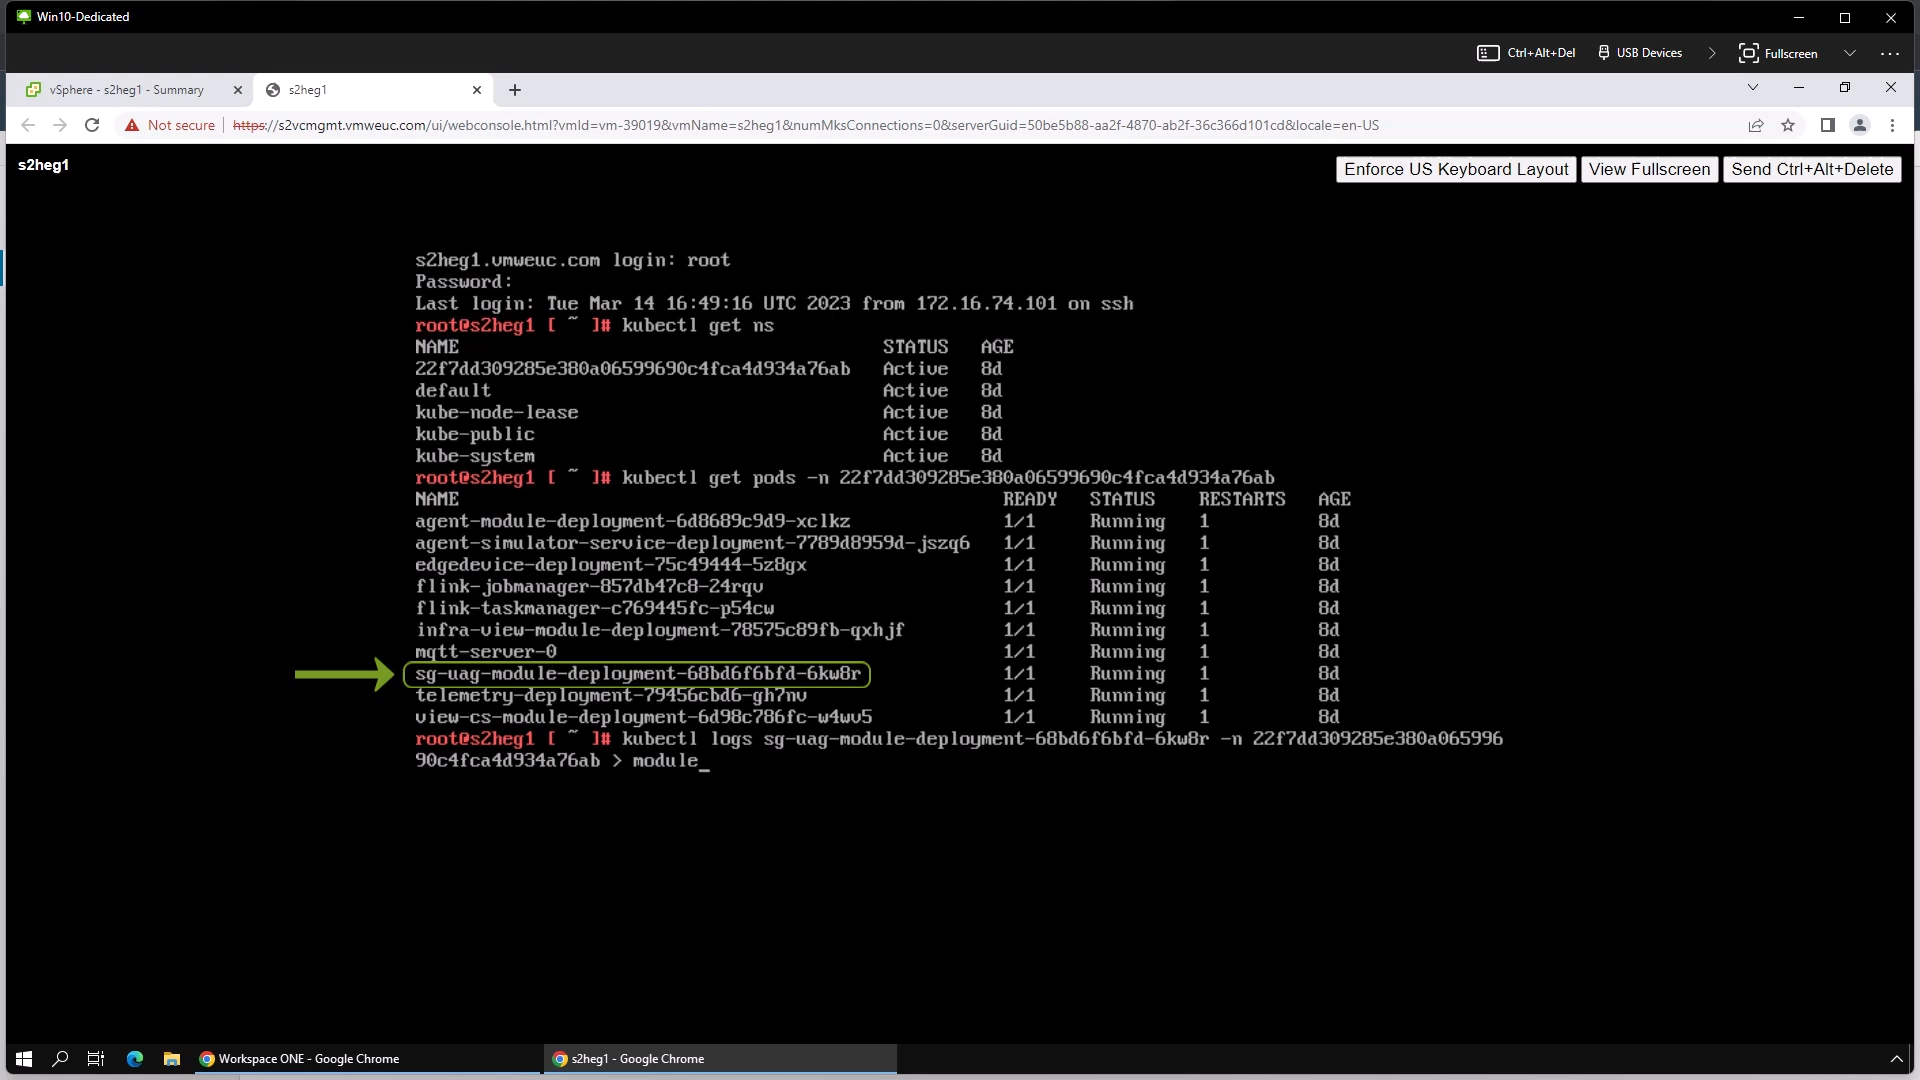 Win10-Dedicated
Ctrl+Alt+Del USB Devices Fullscreen
vSphere - s2heg1 - Summary s2heg1
Not secure https://s2vcmgmt.vmweuc.com/ui/webconsole.html?vmId=vm-39019&vmName=s2heg1&numMksConnections=0&serverGuid=50be5b88-aa2f-4870-ab2f-36c366d101cd&locale=en-US
s2heg1 Enforce US Keyboard Layout View Fullscreen Send Ctrl+Alt+Delete
s2heg1.vmweuc.com login: root
Password:
Last login: Tue Mar 14 16:49:16 UTC 2023 from 172.16.74.101 on ssh
root@s2heg1 [ ~ ]# kubectl get ns
NAME STATUS AGE
22f7dd309285e380a06599690c4fca4d934a76ab Active 8d
default Active 8d
kube-node-lease Active 8d
kube-public Active 8d
kube-system Active 8d
root@s2heg1 [ ~ ]# kubectl get pods -n 22f7dd309285e380a06599690c4fca4d934a76ab
NAME READY STATUS RESTARTS AGE
agent-module-deployment-6d8689c9d9-xclkz 1/1 Running 1 8d
agent-simulator-service-deployment-7789d8959d-jszq6 1/1 Running 1 8d
edgedevice-deployment-75c49444-5z8gx 1/1 Running 1 8d
flink-jobmanager-857db47c8-24rqv 1/1 Running 1 8d
flink-taskmanager-c769445fc-p54cw 1/1 Running 1 8d
infra-view-module-deployment-78575c89fb-qxhjf 1/1 Running 1 8d
mqtt-server-0 1/1 Running 1 8d
sg-uag-module-deployment-68bd6f6bfd-6kw8r 1/1 Running 1 8d
telemetry-deployment-79456cbd6-gh7nv 1/1 Running 1 8d
view-cs-module-deployment-6d98c786fc-w4wv5 1/1 Running 1 8d
root@s2heg1 [ ~ ]# kubectl logs sg-uag-module-deployment-68bd6f6bfd-6kw8r -n 22f7dd309285e380a065996
90c4fca4d934a76ab > module_
Workspace ONE - Google Chrome s2heg1 - Google Chrome